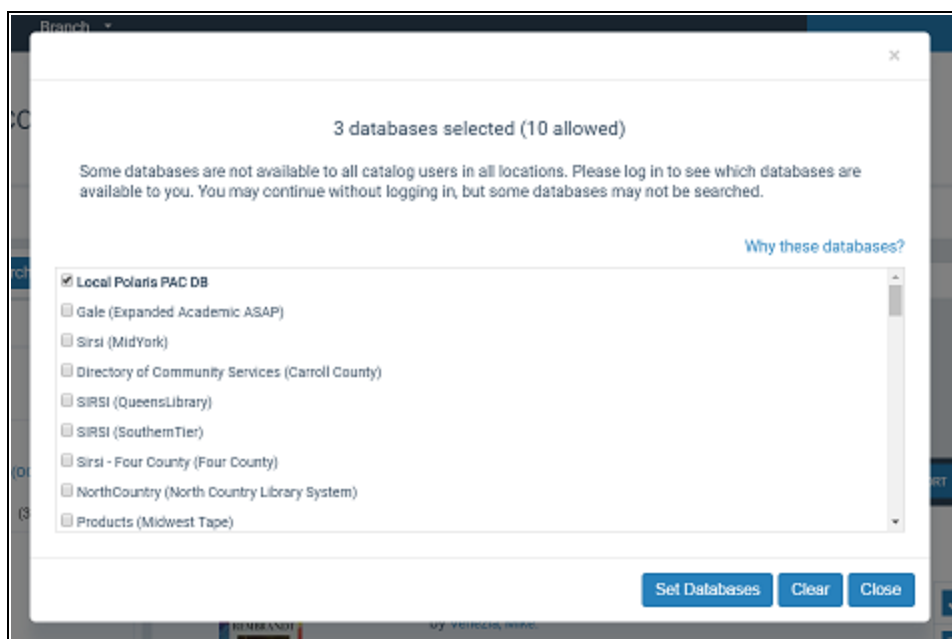 Branch
×
3 databases selected (10 allowed)
Some databases are not available to all catalog users in all locations. Please log in to see which databases are
available to you. You may continue without logging in, but some databases may not be searched.
Why these databases?
Local Polaris PAC DB
Gale (Expanded Academic ASAP)
Sirsi (MidYork)
Directory of Community Services (Carroll County)
SIRSI (QueensLibrary)
SIRSI (SouthernTier)
Sirsi - Four County (Four County)
NorthCountry (North Country Library System)
Products (Midwest Tape)
Set Databases Clear Close
REMBRANDT
by Venezia, Mike.